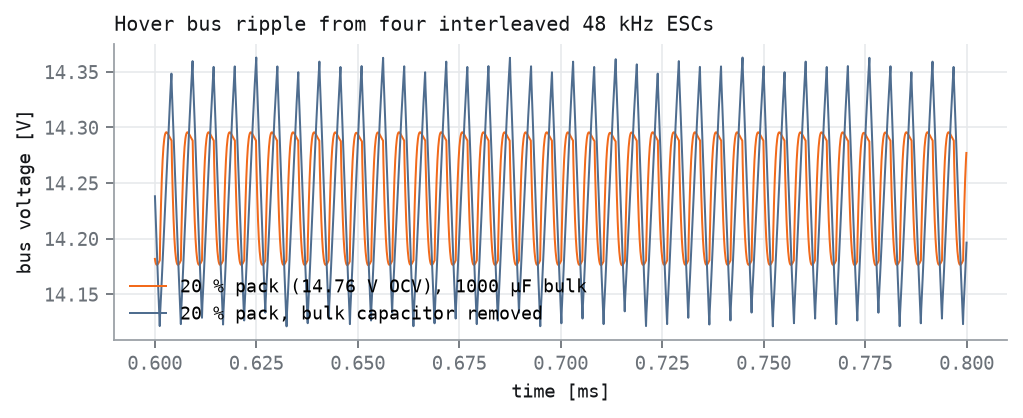 Hover bus ripple from four interleaved 48 kHz ESCs
bus voltage [V]
14.35
14.30
14.25
14.20
14.15
20 % pack (14.76 V OCV), 1000 µF bulk
20 % pack, bulk capacitor removed
0.600 0.625 0.650 0.675 0.700 0.725 0.750 0.775 0.800
time [ms]